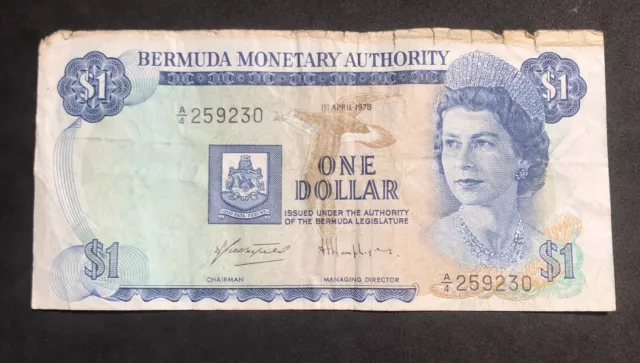 BERMUDA MONETARY AUTHORITY
$1
$1
A/4 259230
1ST APRIL 1978
ONE
DOLLAR
ISSUED UNDER THE AUTHORITY
OF THE BERMUDA LEGISLATURE
CHAIRMAN
MANAGING DIRECTOR
$1
A/4 259230
$1